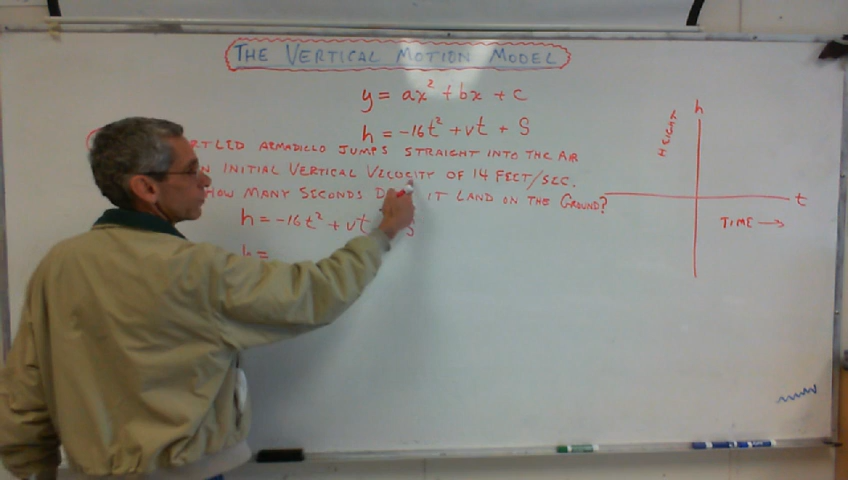 THE VERTICAL MOTION MODEL
y = ax² + bx + c
h = -16t² + vt + S
ARMADILLO JUMPS STRAIGHT INTO THE AIR
INITIAL VERTICAL VELOCITY OF 14 FEET/SEC.
HOW MANY SECONDS IT LAND ON THE GROUND?
h = -16t² + vt S
h =
h
HEIGHT
t
TIME →